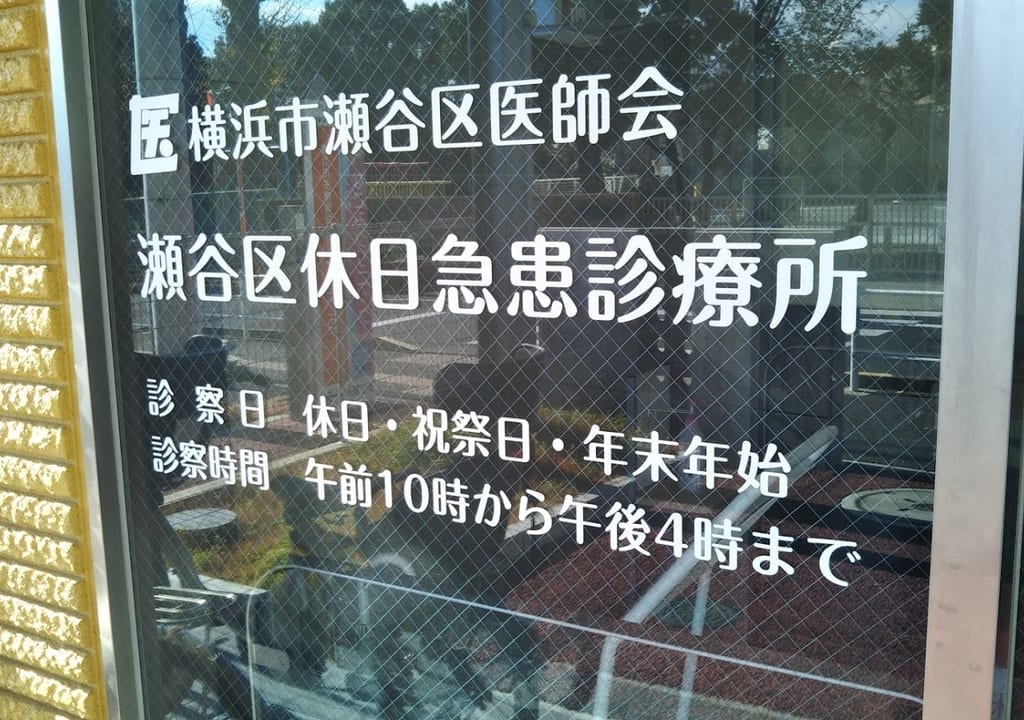 医 横浜市瀬谷区医師会
瀬谷区休日急患診療所
診察日 休日・祝祭日・年末年始
診察時間 午前10時から午後4時まで